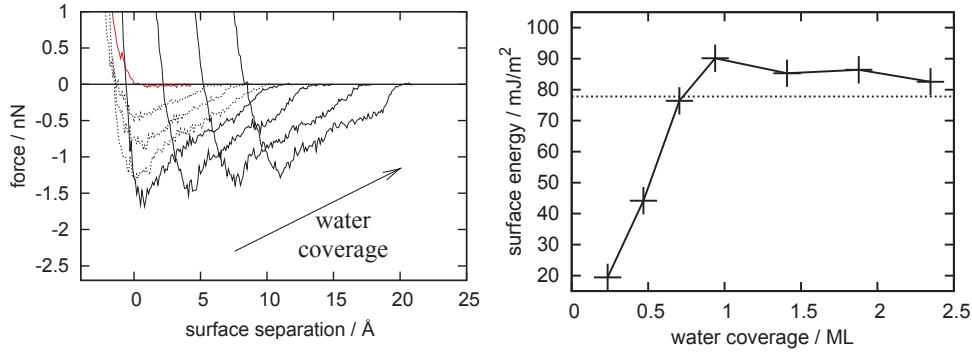 1
0.5
0
-0.5
-1
-1.5
-2
-2.5
force / nN
water
coverage
0 5 10 15 20 25
surface separation / Å
100
90
80
70
60
50
40
30
20
surface energy / mJ/m²
0 0.5 1 1.5 2 2.5
water coverage / ML